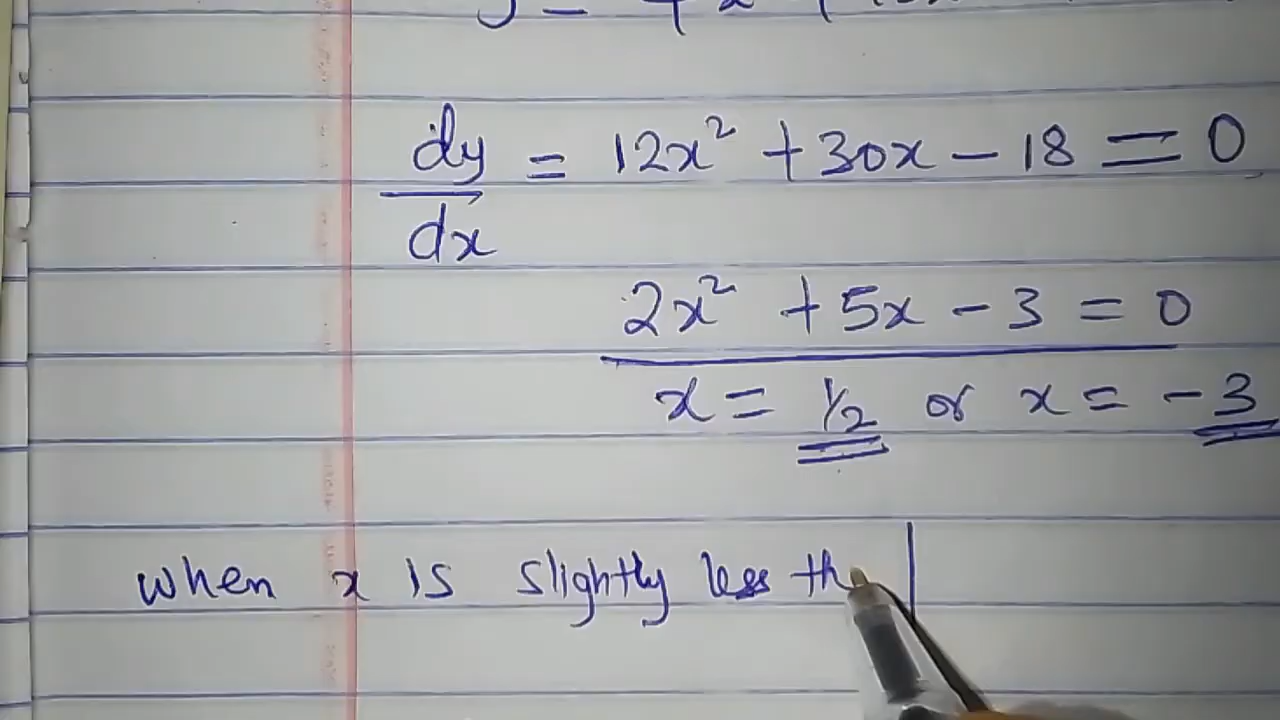 dy/dx = 12x² + 30x - 18 = 0
2x² + 5x - 3 = 0
x = 1/2 or x = -3
when x is slightly less th